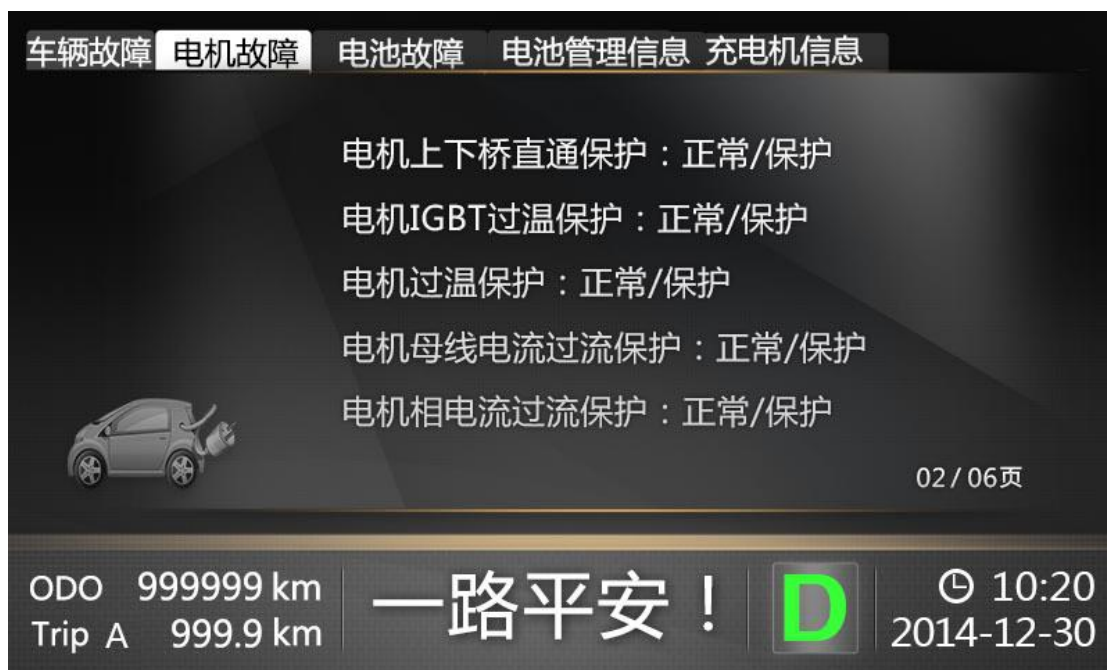 车辆故障 电机故障 电池故障 电池管理信息 充电机信息
电机上下桥直通保护：正常/保护
电机IGBT过温保护：正常/保护
电机过温保护：正常/保护
电机母线电流过流保护：正常/保护
电机相电流过流保护：正常/保护
02/06页
ODO 999999 km
Trip A 999.9 km
一路平安！
D
10:20
2014-12-30